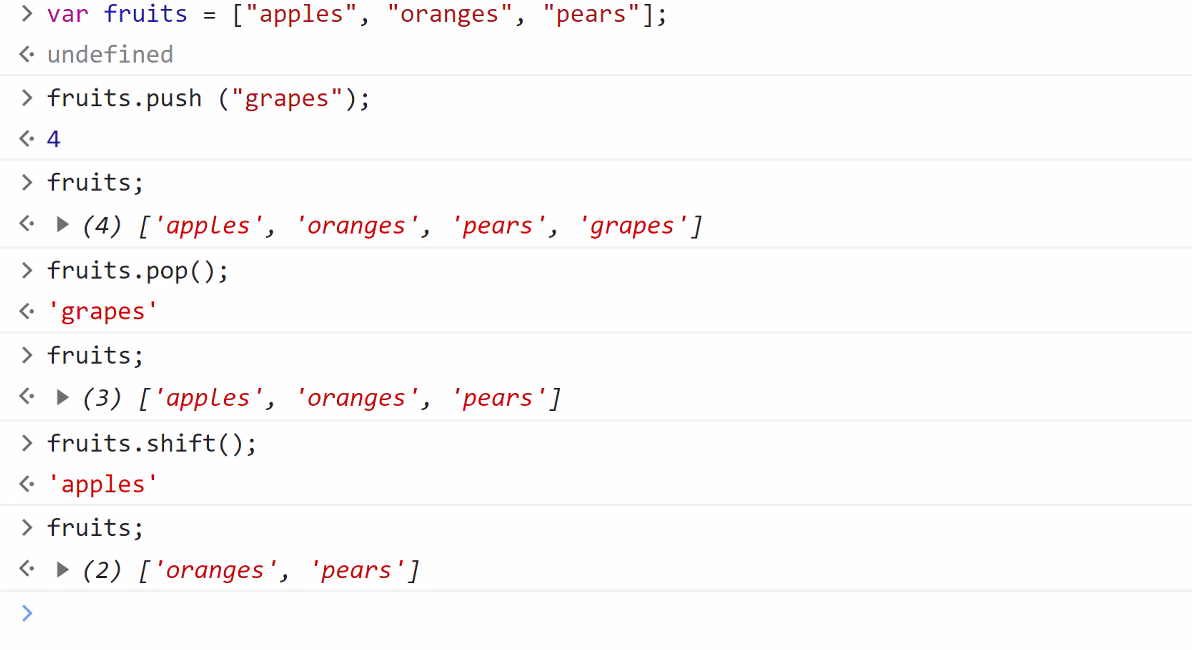 > var fruits = ["apples", "oranges", "pears"];
undefined
> fruits.push ("grapes");
4
> fruits;
(4) ['apples', 'oranges', 'pears', 'grapes']
> fruits.pop();
'grapes'
> fruits;
(3) ['apples', 'oranges', 'pears']
> fruits.shift();
'apples'
> fruits;
(2) ['oranges', 'pears']
>